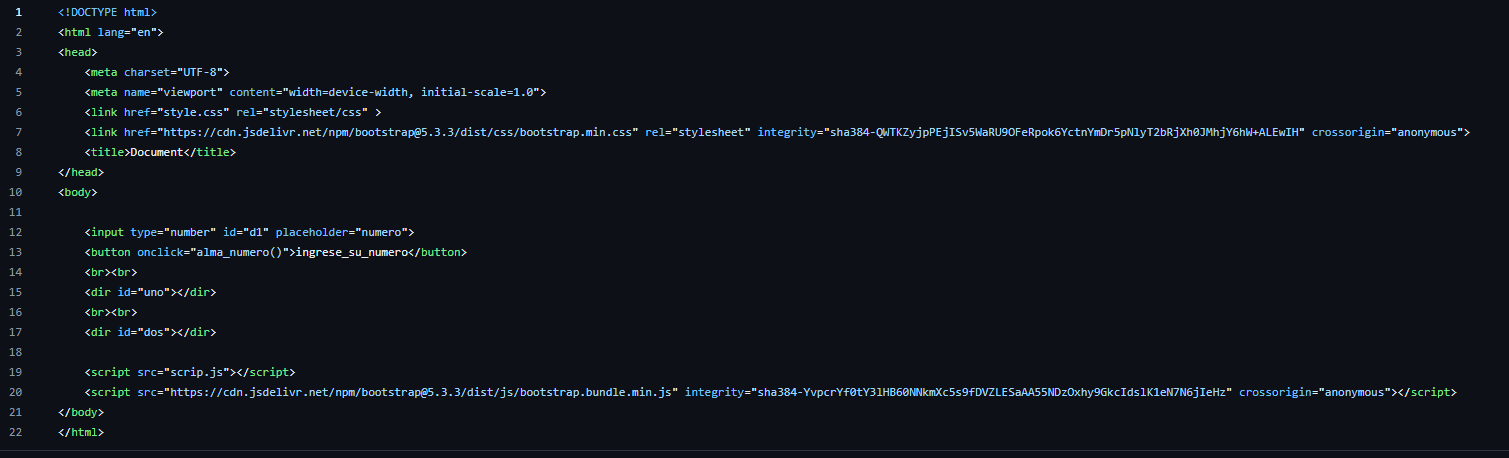 1 <!DOCTYPE html>
2 <html lang="en">
3 <head>
4 <meta charset="UTF-8">
5 <meta name="viewport" content="width=device-width, initial-scale=1.0">
6 <link href="style.css" rel="stylesheet/css" >
7 <link href="https://cdn.jsdelivr.net/npm/bootstrap@5.3.3/dist/css/bootstrap.min.css" rel="stylesheet" integrity="sha384-QWTKZyjpPEjISv5WaRU9OFeRpok6YctnYmDr5pNlyT2bRjXh0JMhjY6hW+ALEwIH" crossorigin="anonymous">
8 <title>Document</title>
9 </head>
10 <body>
11
12 <input type="number" id="d1" placeholder="numero">
13 <button onclick="alma_numero()">ingrese_su_numero</button>
14 <br><br>
15 <dir id="uno"></dir>
16 <br><br>
17 <dir id="dos"></dir>
18
19 <script src="scrip.js"></script>
20 <script src="https://cdn.jsdelivr.net/npm/bootstrap@5.3.3/dist/js/bootstrap.bundle.min.js" integrity="sha384-YvpcrYf0tY3lHB60NNkmXc5s9fDVZLESaAA55NDzOxhy9GkcIdslK1eN7N6jIeHz" crossorigin="anonymous"></script>
21 </body>
22 </html>